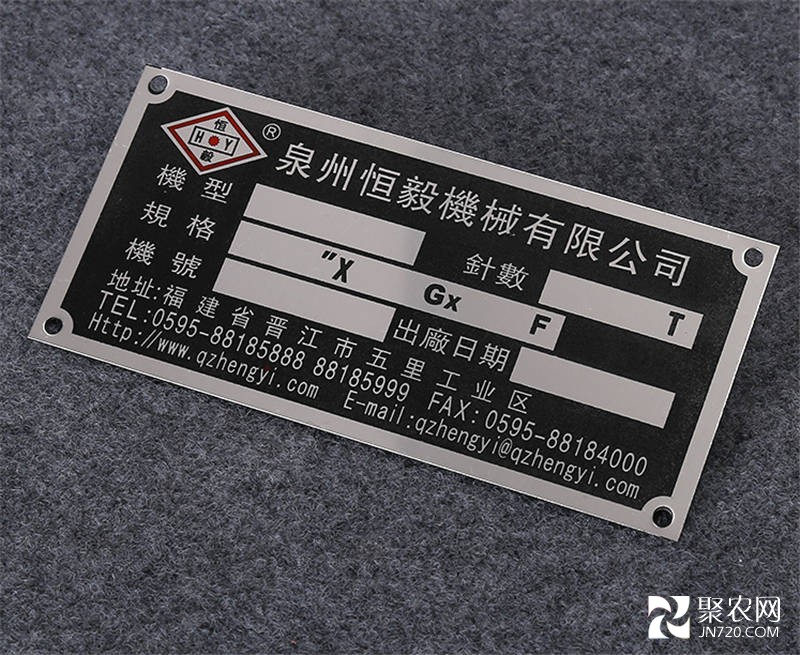 恒
H Y
毅
®
泉州恒毅機械有限公司
機型
針數 T
規格 "X Gx F
機號
出廠日期
地址:福建省晋江市五里工业区
TEL:0595-88185888 88185999 FAX:0595-88184000
Http://www.qzhengyi.com E-mail:qzhengyi@qzhengyi.com
聚农网
JN720.COM